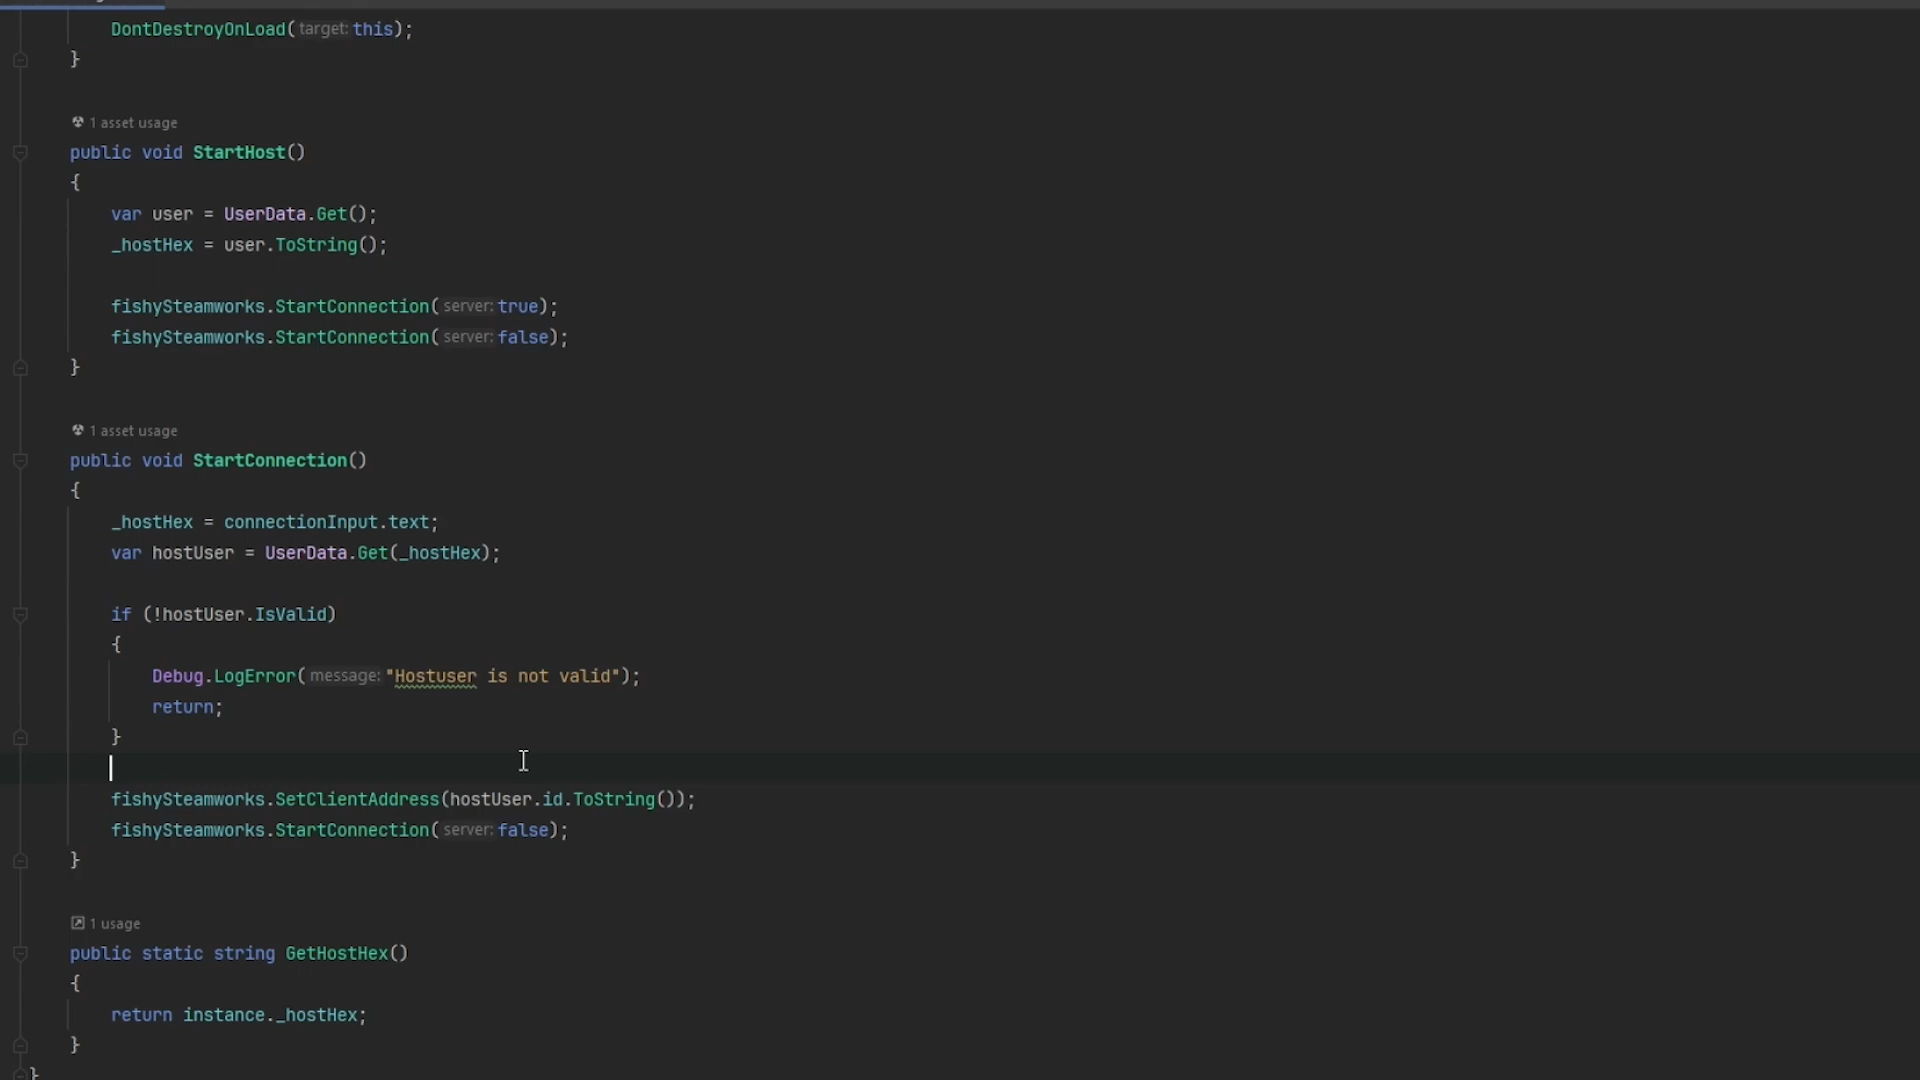 DontDestroyOnLoad( target: this);
}
1 asset usage
public void StartHost()
{
var user = UserData.Get();
_hostHex = user.ToString();
fishySteamworks.StartConnection( server: true);
fishySteamworks.StartConnection( server: false);
}
1 asset usage
public void StartConnection()
{
_hostHex = connectionInput.text;
var hostUser = UserData.Get(_hostHex);
if (!hostUser.IsValid)
{
Debug.LogError( message: "Hostuser is not valid");
return;
}
fishySteamworks.SetClientAddress(hostUser.id.ToString());
fishySteamworks.StartConnection( server: false);
}
1 usage
public static string GetHostHex()
{
return instance._hostHex;
}
}